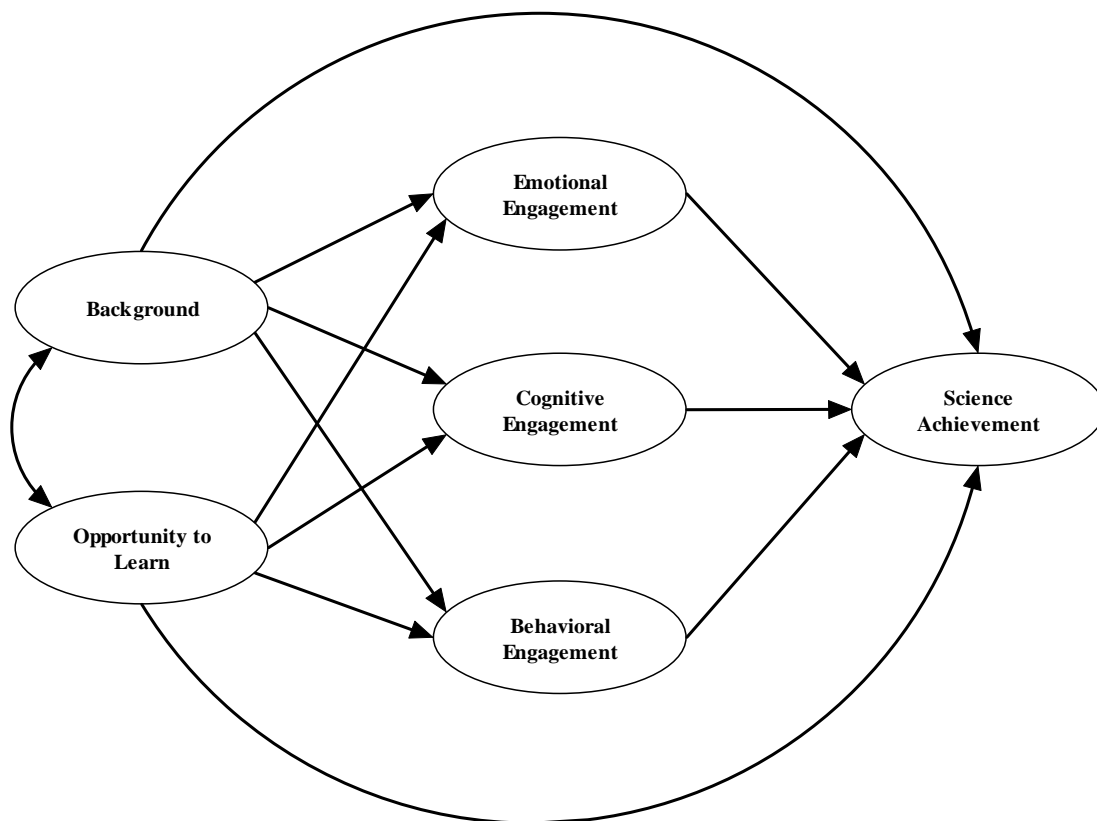 Emotional
Engagement
Background
Cognitive
Engagement
Science
Achievement
Opportunity to
Learn
Behavioral
Engagement